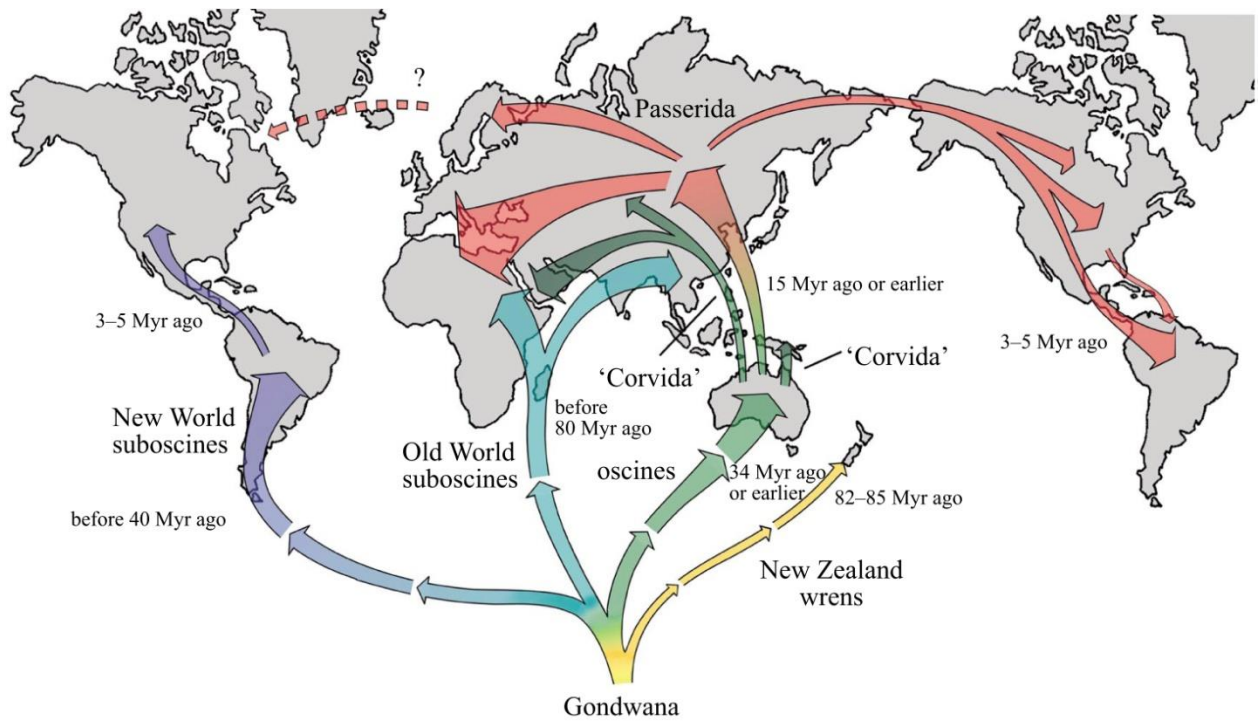 ?
Passerida
15 Myr ago or earlier
3–5 Myr ago
3–5 Myr ago
‘Corvida’
‘Corvida’
New World
suboscines
before
80 Myr ago
Old World
suboscines
oscines
34 Myr ago
or earlier
82–85 Myr ago
before 40 Myr ago
New Zealand
wrens
Gondwana